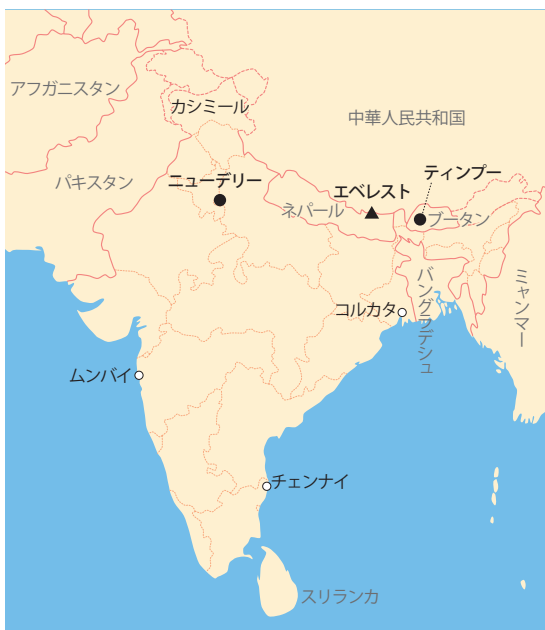 アフガニスタン
カシミール
中華人民共和国
パキスタン
ニューデリー
エベレスト
ティンプー
ネパール
ブータン
バングラデシュ
ミャンマー
コルカタ
ムンバイ
チェンナイ
スリランカ